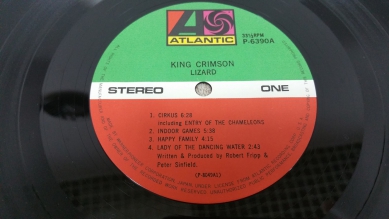 ATLANTIC
33⅓RPM
P-6390A
KING CRIMSON
LIZARD
STEREO
ONE
1. CIRKUS 6:28
including ENTRY OF THE CHAMELEONS
2. INDOOR GAMES 5:38
3. HAPPY FAMILY 4:15
4. LADY OF THE DANCING WATER 2:43
Written & Produced by Robert Fripp &
Peter Sinfield.